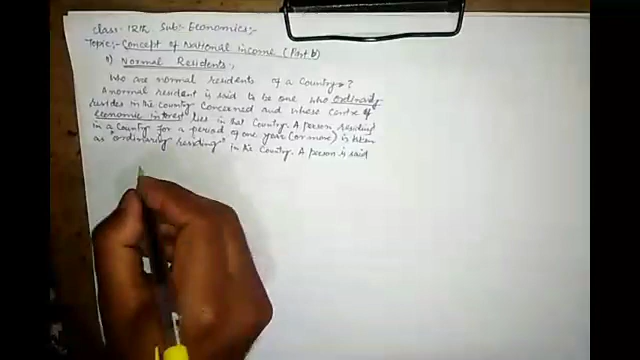 Class:- 12th Sub:- Economics:-
Topic:- Concept of National Income (Part b)
Normal Residents:-
Who are normal residents of a Country?
A normal resident is said to be one who ordinarily
resides in the country concerned and whose centre of
economic interest lies in that Country. A person residing
in a Country for a period of one year (or more) is taken
as "ordinarily residing" in the Country. A person is said